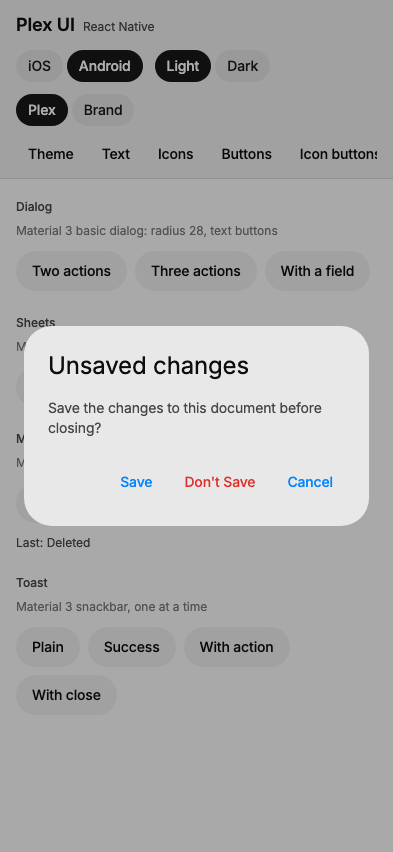 Plex UI React Native
iOS Android Light Dark
Plex Brand
Theme Text Icons Buttons Icon buttons
Dialog
Material 3 basic dialog: radius 28, text buttons
Two actions Three actions With a field
Sheets
Unsaved changes
Save the changes to this document before
closing?
Save Don't Save Cancel
Last: Deleted
Toast
Material 3 snackbar, one at a time
Plain Success With action
With close